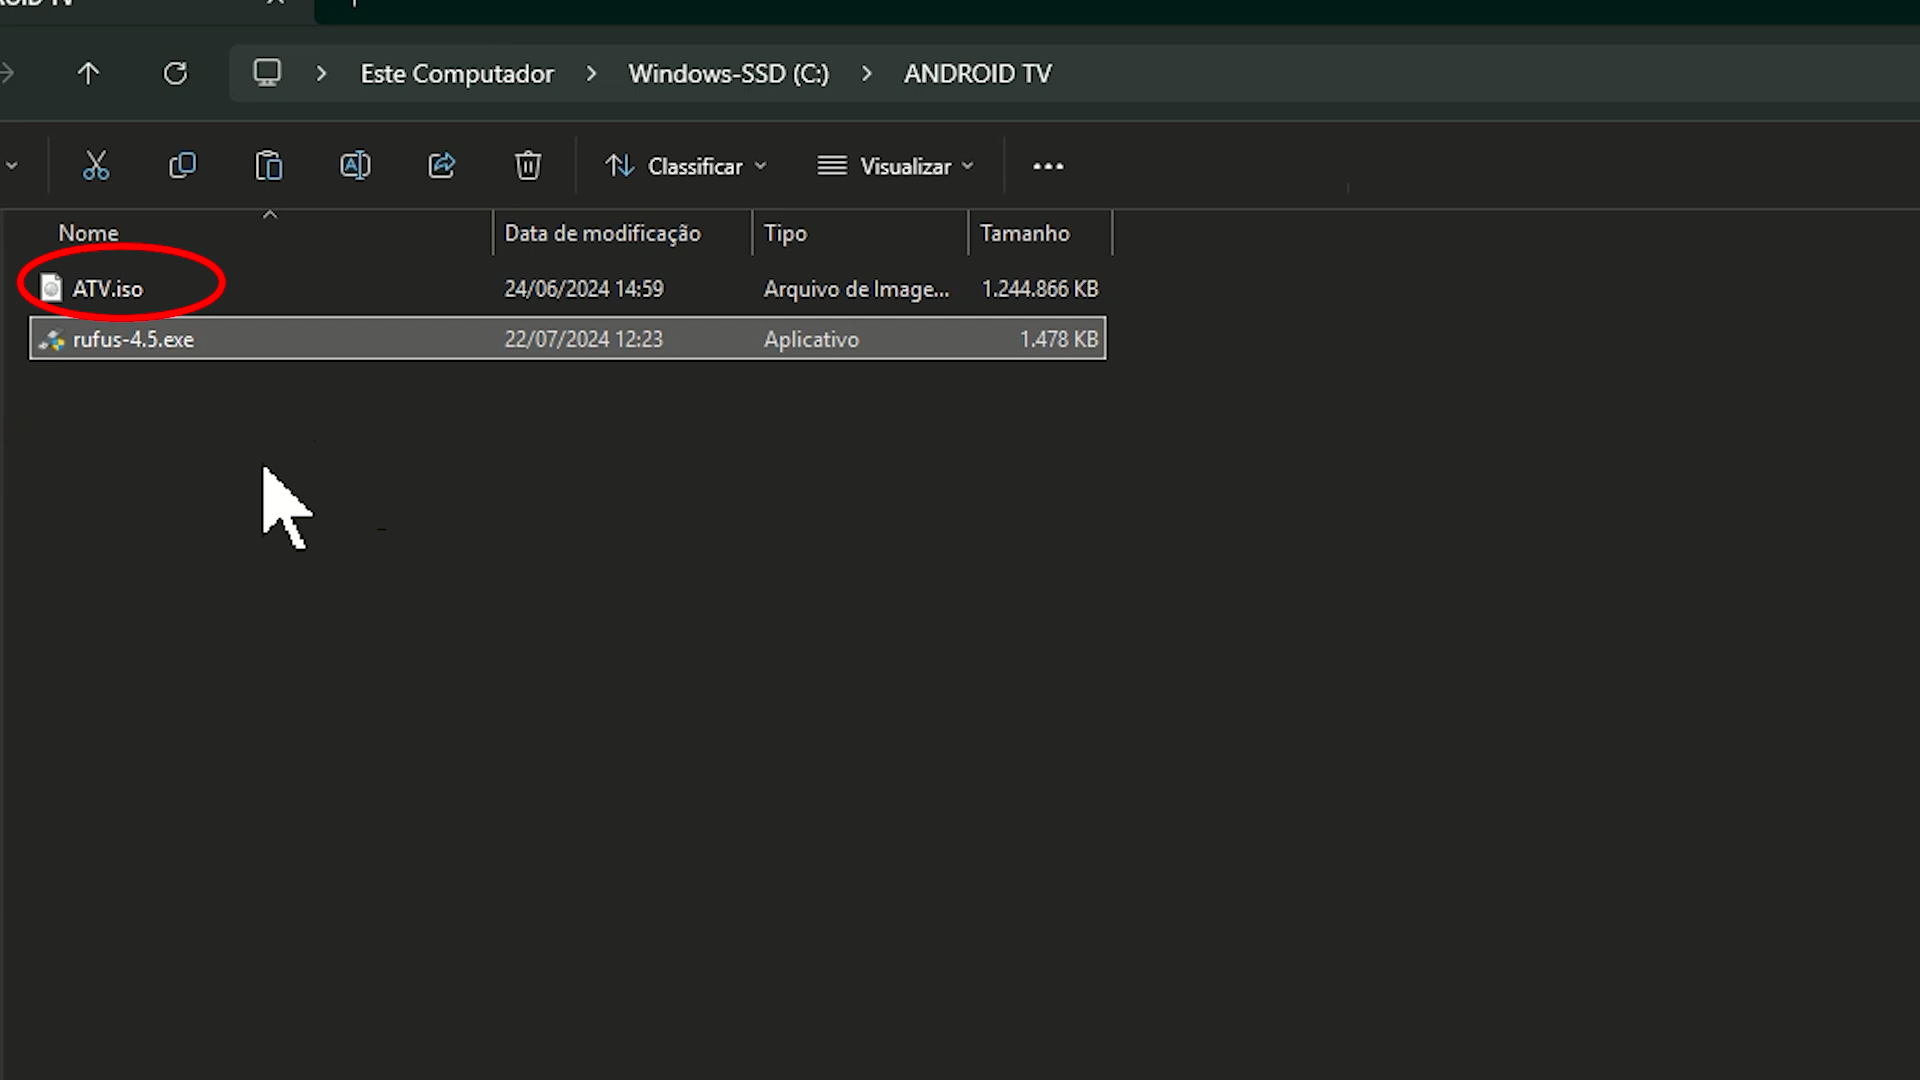 Este Computador > Windows-SSD (C:) > ANDROID TV
Classificar Visualizar
Nome Data de modificação Tipo Tamanho
ATV.iso 24/06/2024 14:59 Arquivo de Image... 1.244.866 KB
rufus-4.5.exe 22/07/2024 12:23 Aplicativo 1.478 KB